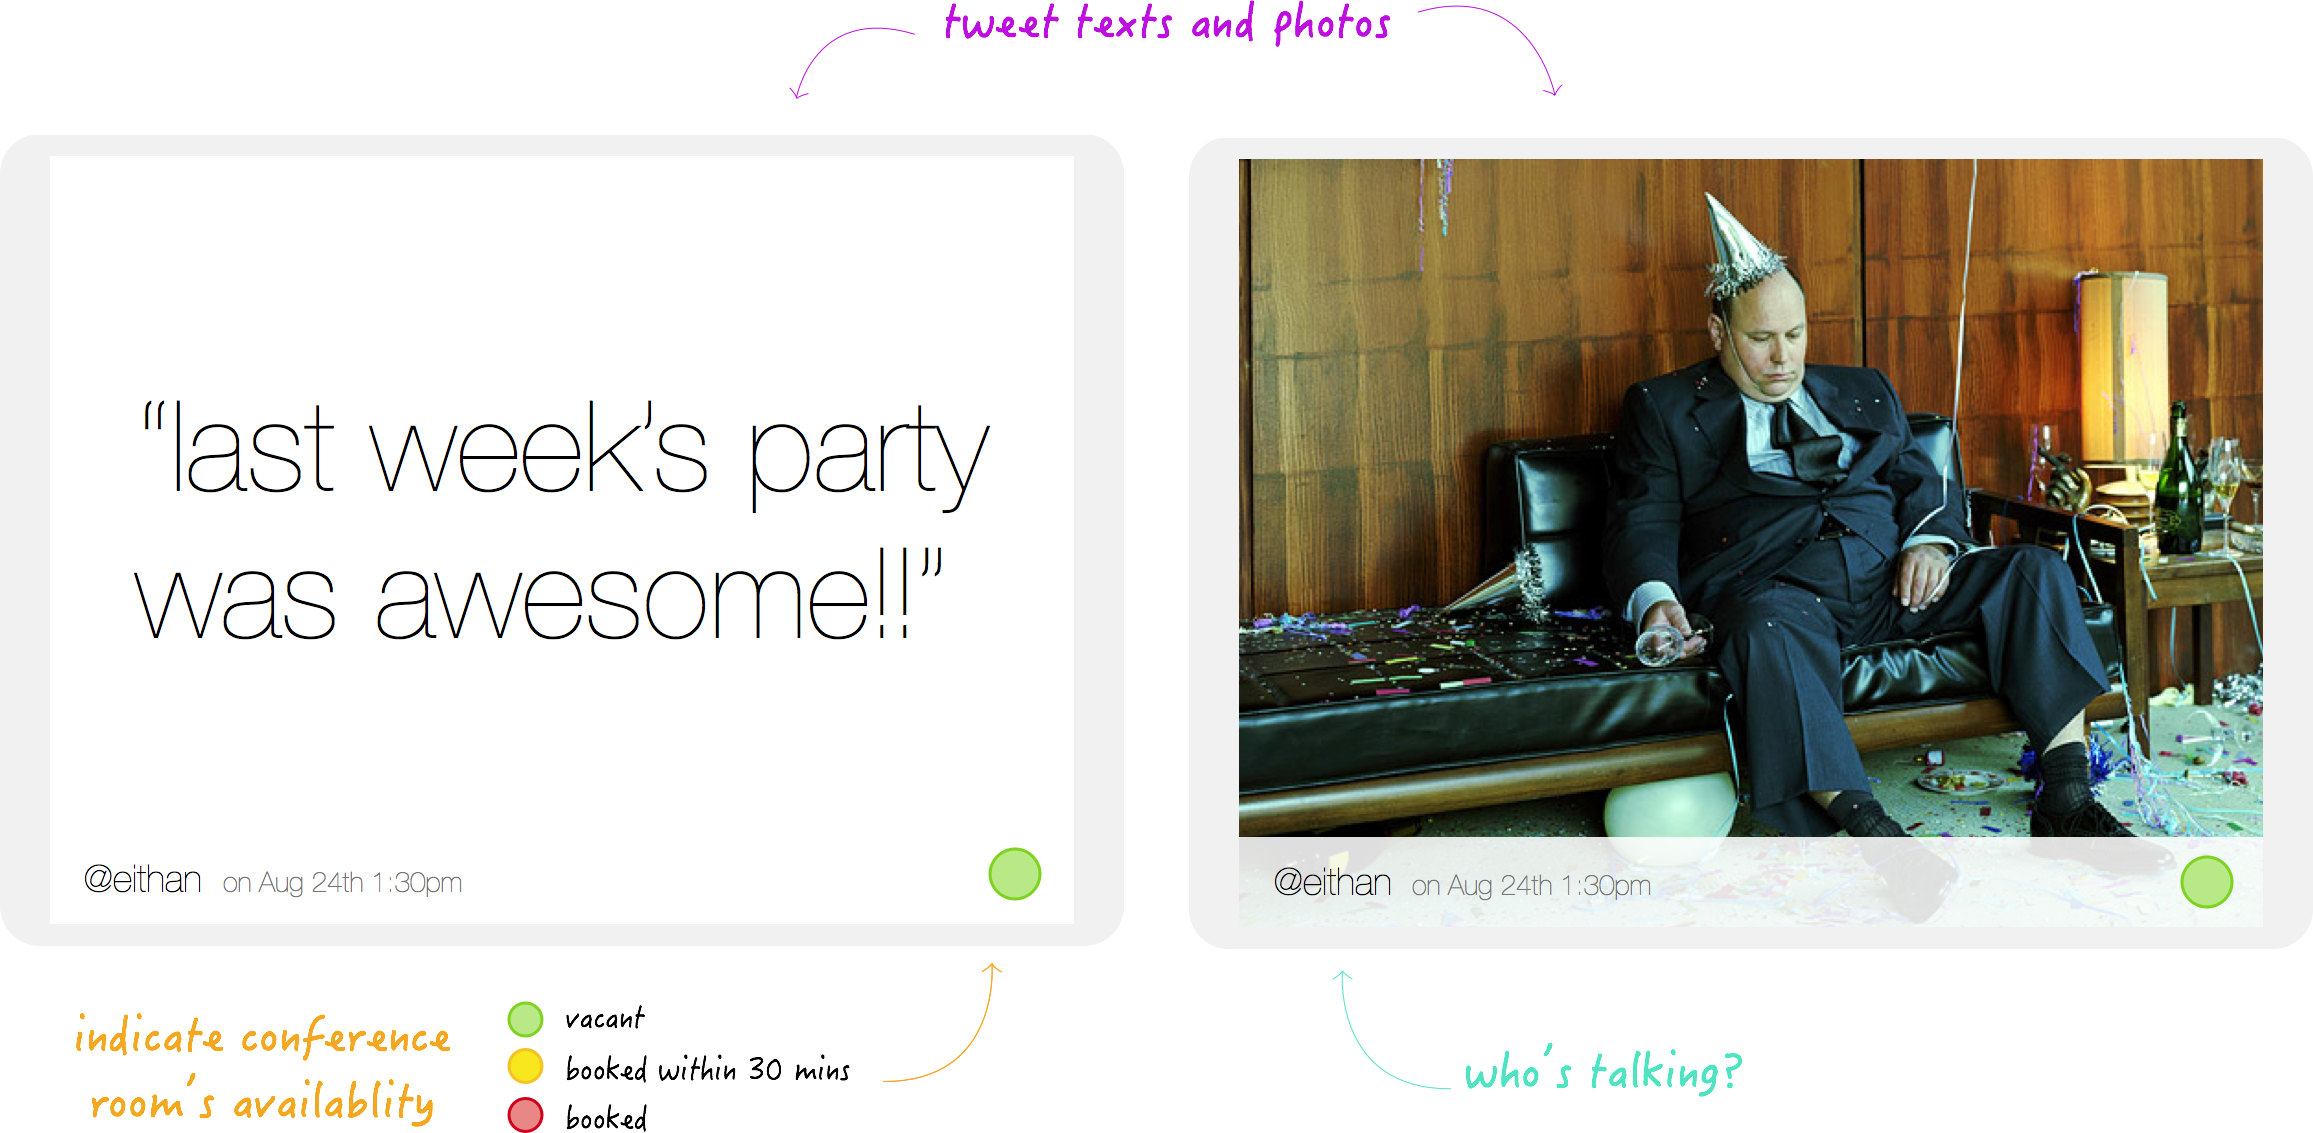 tweet texts and photos
“last week’s party
was awesome!!”
@eithan on Aug 24th 1:30pm
@eithan on Aug 24th 1:30pm
indicate conference
room's availablity
vacant
booked within 30 mins
booked
who's talking?